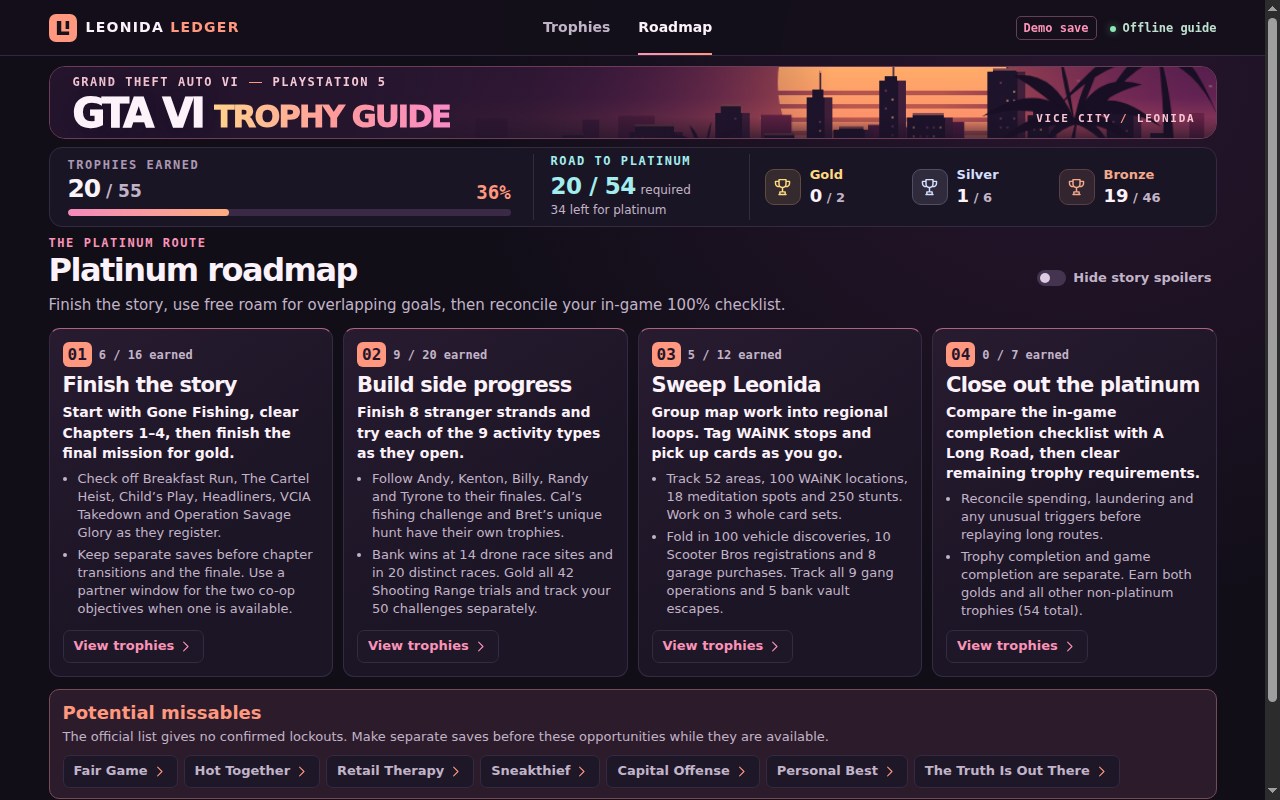 LEONIDA LEDGER
Trophies
Roadmap
Demo save
Offline guide
GRAND THEFT AUTO VI — PLAYSTATION 5
GTA VI TROPHY GUIDE
VICE CITY / LEONIDA
TROPHIES EARNED
20 / 55
36%
ROAD TO PLATINUM
20 / 54 required
34 left for platinum
Gold
0 / 2
Silver
1 / 6
Bronze
19 / 46
THE PLATINUM ROUTE
Platinum roadmap
Hide story spoilers
Finish the story, use free roam for overlapping goals, then reconcile your in-game 100% checklist.
01 6 / 16 earned
Finish the story
Start with Gone Fishing, clear
Chapters 1–4, then finish the
final mission for gold.
• Check off Breakfast Run, The Cartel
Heist, Child’s Play, Headliners, VCIA
Takedown and Operation Savage
Glory as they register.
• Keep separate saves before chapter
transitions and the finale. Use a
partner window for the two co-op
objectives when one is available.
View trophies
02 9 / 20 earned
Build side progress
Finish 8 stranger strands and
try each of the 9 activity types
as they open.
• Follow Andy, Kenton, Billy, Randy
and Tyrone to their finales. Cal’s
fishing challenge and Bret’s unique
hunt have their own trophies.
• Bank wins at 14 drone race sites and
in 20 distinct races. Gold all 42
Shooting Range trials and track your
50 challenges separately.
View trophies
03 5 / 12 earned
Sweep Leonida
Group map work into regional
loops. Tag WAiNK stops and
pick up cards as you go.
• Track 52 areas, 100 WAiNK locations,
18 meditation spots and 250 stunts.
Work on 3 whole card sets.
• Fold in 100 vehicle discoveries, 10
Scooter Bros registrations and 8
garage purchases. Track all 9 gang
operations and 5 bank vault
escapes.
View trophies
04 0 / 7 earned
Close out the platinum
Compare the in-game
completion checklist with A
Long Road, then clear
remaining trophy requirements.
• Reconcile spending, laundering and
any unusual triggers before
replaying long routes.
• Trophy completion and game
completion are separate. Earn both
golds and all other non-platinum
trophies (54 total).
View trophies
Potential missables
The official list gives no confirmed lockouts. Make separate saves before these opportunities while they are available.
Fair Game
Hot Together
Retail Therapy
Sneakthief
Capital Offense
Personal Best
The Truth Is Out There